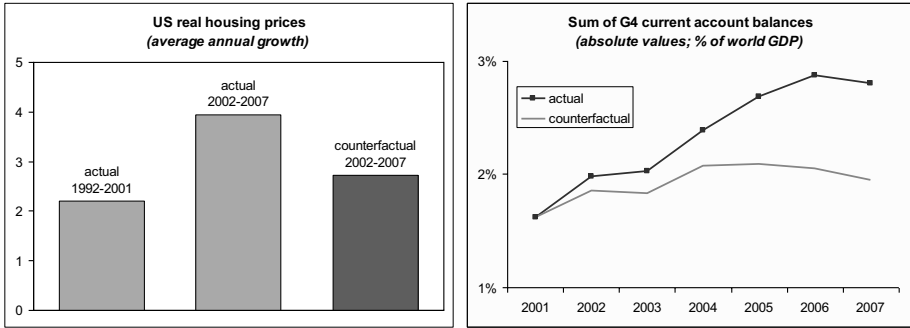 US real housing prices
(average annual growth)
5
4
3
2
1
0
actual
1992-2001
actual
2002-2007
counterfactual
2002-2007
Sum of G4 current account balances
(absolute values; % of world GDP)
3%
2%
1%
actual
counterfactual
2001 2002 2003 2004 2005 2006 2007